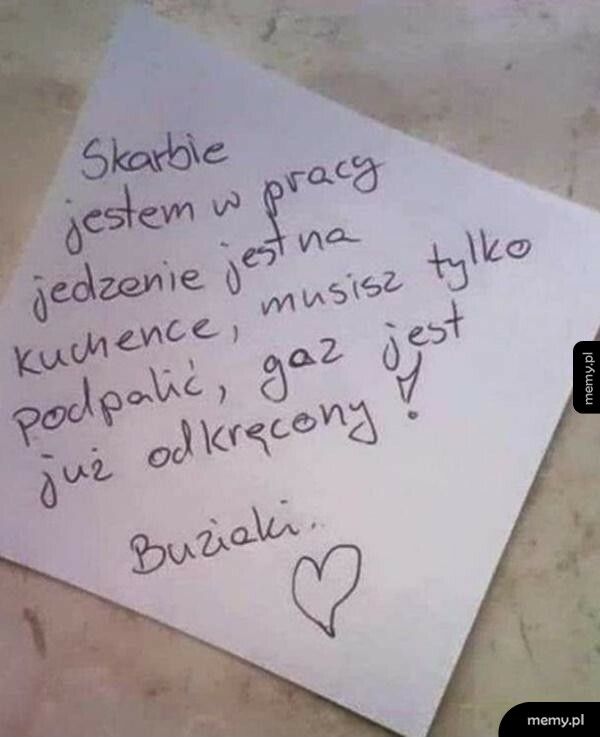 Skarbie
jestem w pracy
jedzenie jest na
kuchence, musisz tylko
podpalić, gaz jest
już odkręcony!
Buziaki..
memy.pl
memy.pl